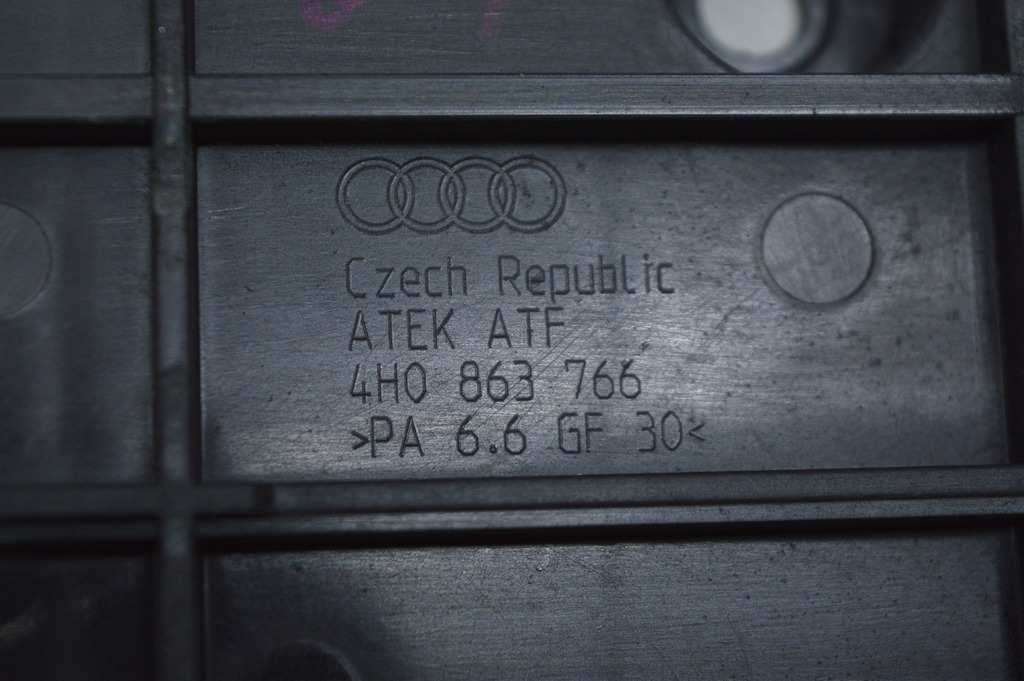 Czech Republic
ATEK ATF
4H0 863 766
>PA 6.6 GF 30<